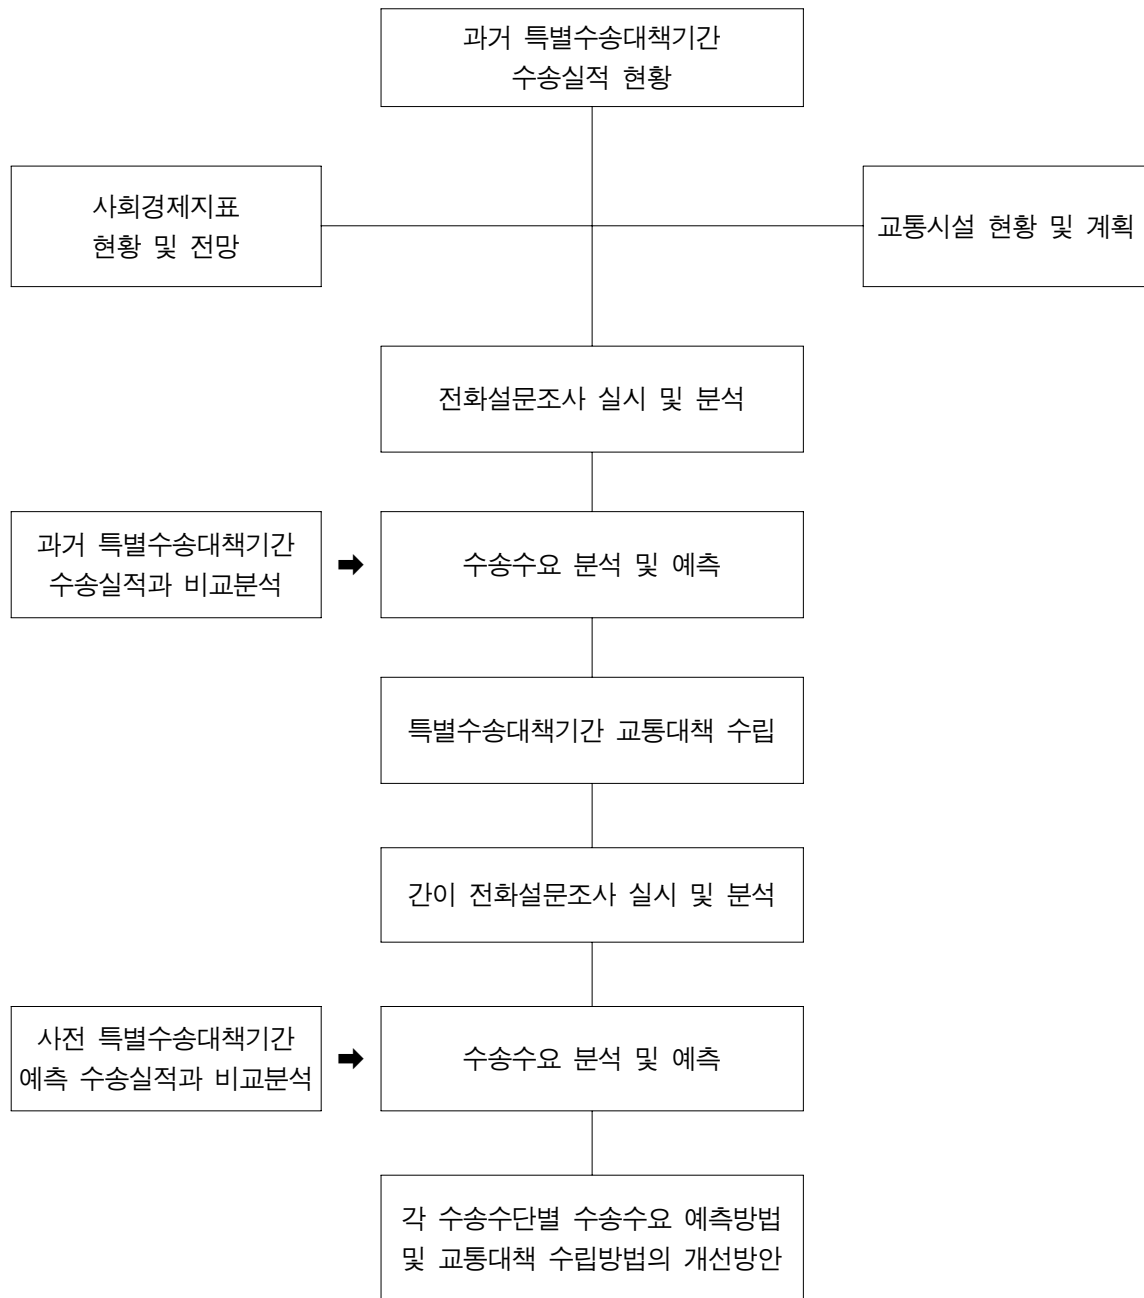 과거 특별수송대책기간
수송실적 현황
사회경제지표
현황 및 전망
교통시설 현황 및 계획
전화설문조사 실시 및 분석
과거 특별수송대책기간
수송실적과 비교분석
수송수요 분석 및 예측
특별수송대책기간 교통대책 수립
간이 전화설문조사 실시 및 분석
사전 특별수송대책기간
예측 수송실적과 비교분석
수송수요 분석 및 예측
각 수송수단별 수송수요 예측방법
및 교통대책 수립방법의 개선방안